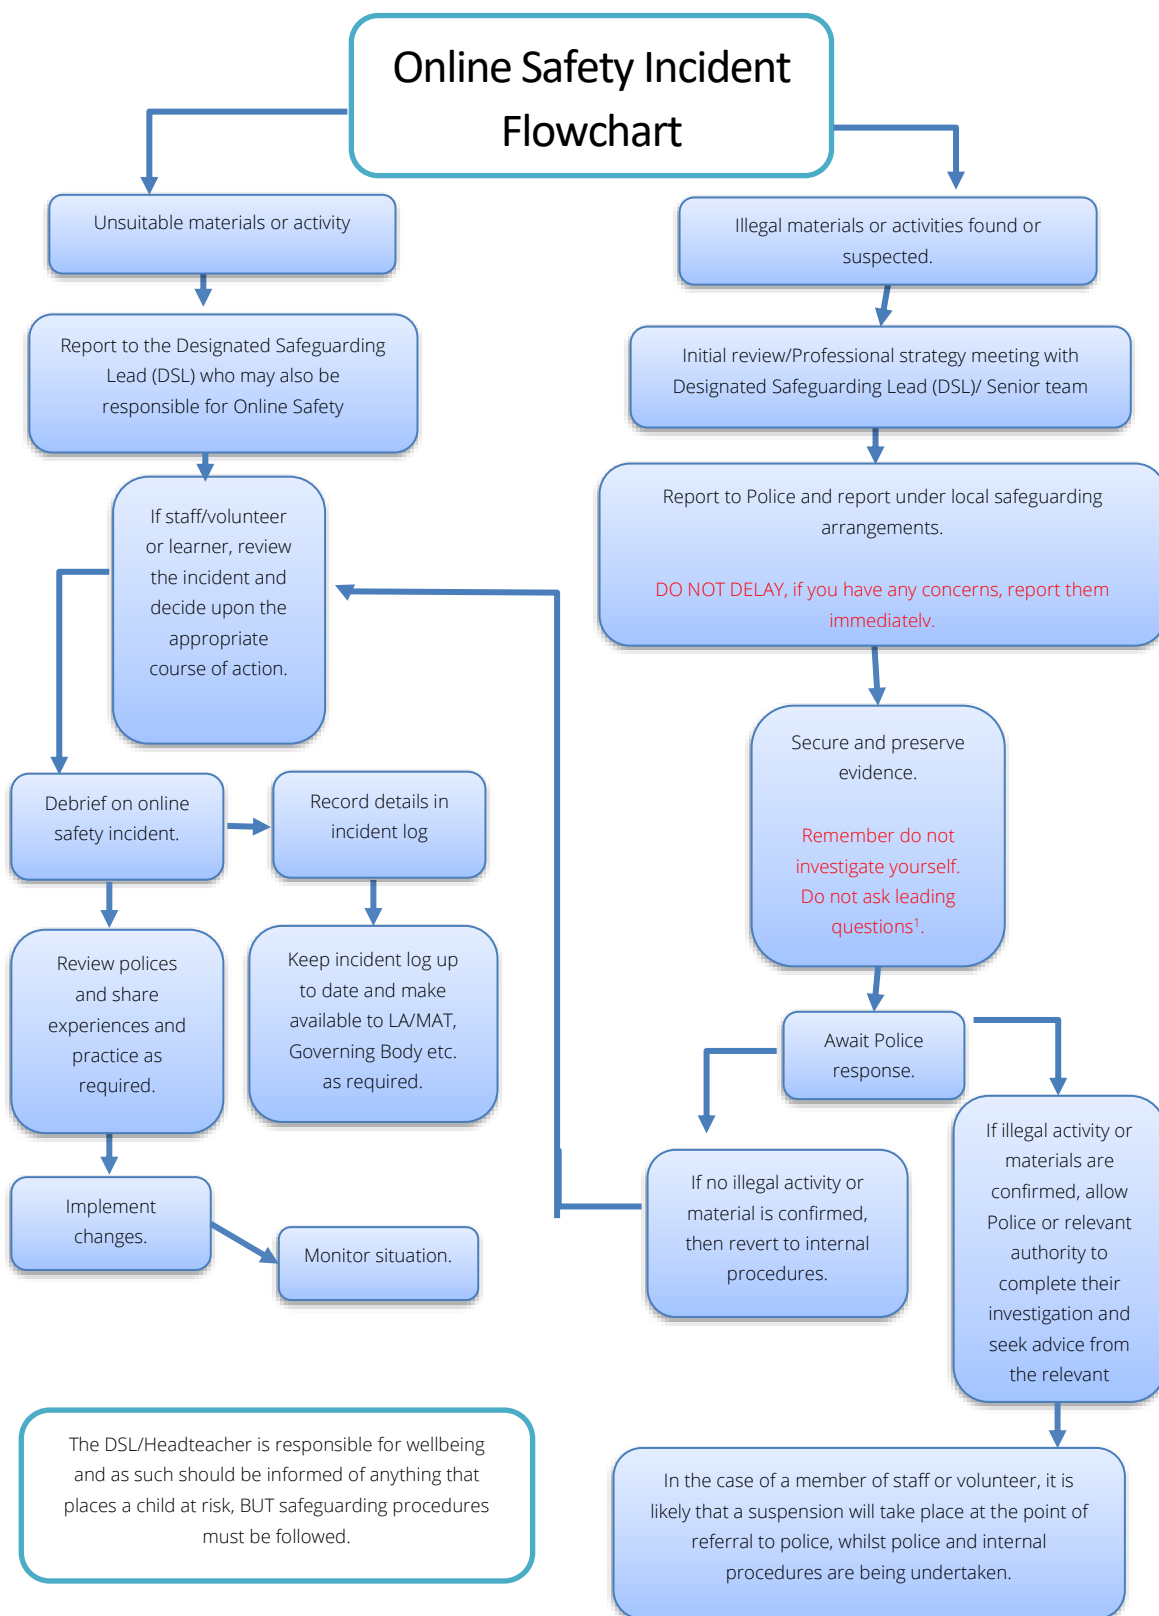 Online Safety Incident
Flowchart
Unsuitable materials or activity
Report to the Designated Safeguarding
Lead (DSL) who may also be
responsible for Online Safety
If staff/volunteer
or learner, review
the incident and
decide upon the
appropriate
course of action.
Debrief on online
safety incident.
Record details in
incident log
Review polices
and share
experiences and
practice as
required.
Keep incident log up
to date and make
available to LA/MAT,
Governing Body etc.
as required.
Implement
changes.
Monitor situation.
The DSL/Headteacher is responsible for wellbeing
and as such should be informed of anything that
places a child at risk, BUT safeguarding procedures
must be followed.
Illegal materials or activities found or
suspected.
Initial review/Professional strategy meeting with
Designated Safeguarding Lead (DSL)/ Senior team
Report to Police and report under local safeguarding
arrangements.
DO NOT DELAY, if you have any concerns, report them
immediately.
Secure and preserve
evidence.
Remember do not
investigate yourself.
Do not ask leading
questions¹.
Await Police
response.
If no illegal activity or
material is confirmed,
then revert to internal
procedures.
If illegal activity or
materials are
confirmed, allow
Police or relevant
authority to
complete their
investigation and
seek advice from
the relevant
In the case of a member of staff or volunteer, it is
likely that a suspension will take place at the point of
referral to police, whilst police and internal
procedures are being undertaken.